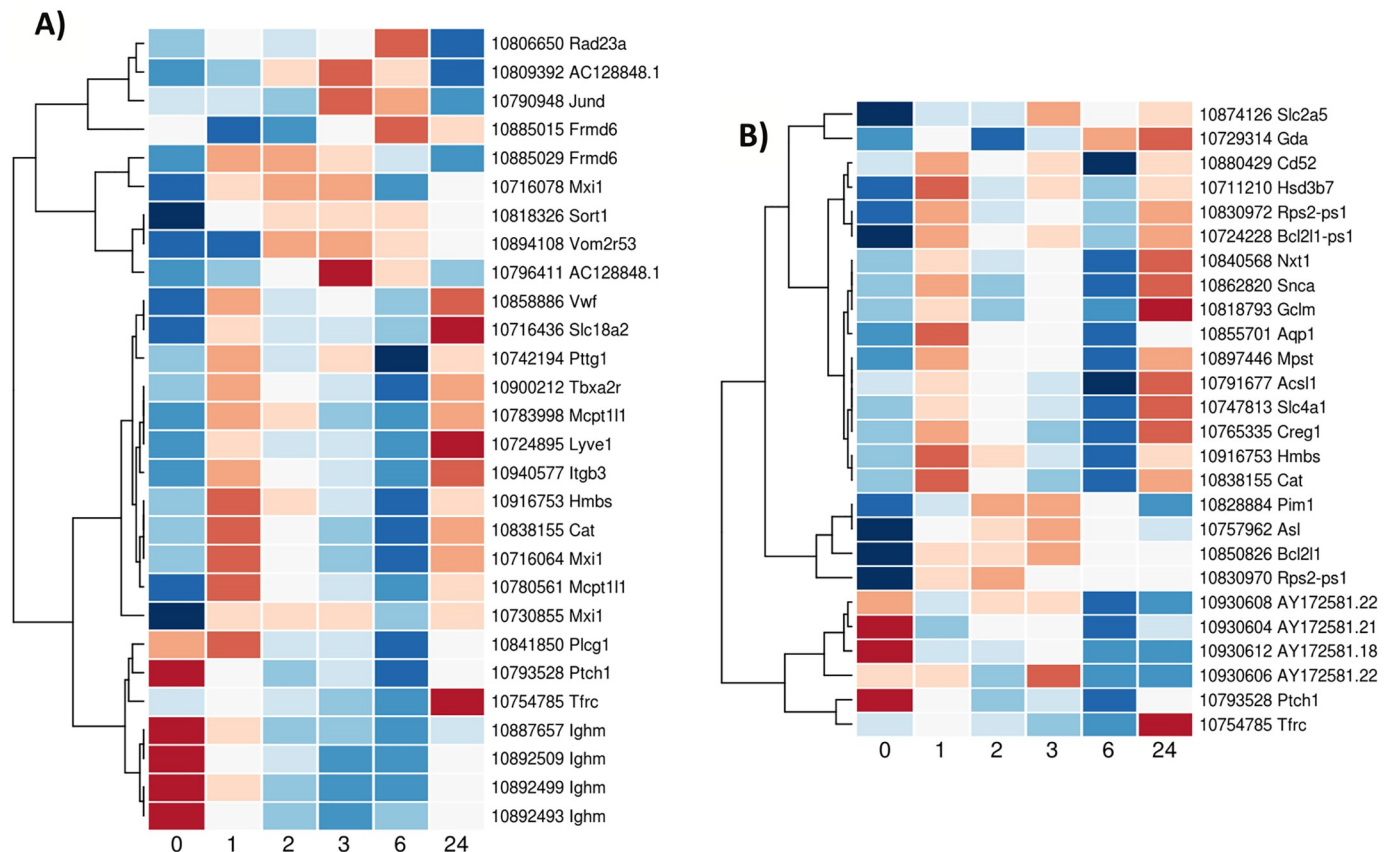 A)
10806650 Rad23a
10809392 AC128848.1
10790948 Jund
10885015 Frmd6
10885029 Frmd6
10716078 Mxi1
10818326 Sort1
10894108 Vom2r53
10796411 AC128848.1
10858886 Vwf
10716436 Slc18a2
10742194 Pttg1
10900212 Tbxa2r
10783998 Mcpt1l1
10724895 Lyve1
10940577 Itgb3
10916753 Hmbs
10838155 Cat
10716064 Mxi1
10780561 Mcpt1l1
10730855 Mxi1
10841850 Plcg1
10793528 Ptch1
10754785 Tfrc
10887657 Ighm
10892509 Ighm
10892499 Ighm
10892493 Ighm
0 1 2 3 6 24
B)
10874126 Slc2a5
10729314 Gda
10880429 Cd52
10711210 Hsd3b7
10830972 Rps2-ps1
10724228 Bcl2l1-ps1
10840568 Nxt1
10862820 Snca
10818793 Gclm
10855701 Aqp1
10897446 Mpst
10791677 Acsl1
10747813 Slc4a1
10765335 Creg1
10916753 Hmbs
10838155 Cat
10828884 Pim1
10757962 Asl
10850826 Bcl2l1
10830970 Rps2-ps1
10930608 AY172581.22
10930604 AY172581.21
10930612 AY172581.18
10930606 AY172581.22
10793528 Ptch1
10754785 Tfrc
0 1 2 3 6 24